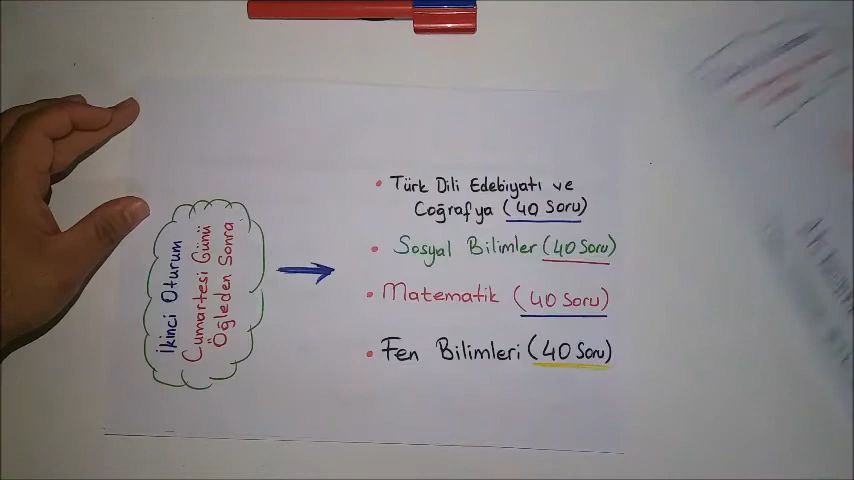 İkinci Oturum
Cumartesi Günü
Öğleden Sonra
• Türk Dili Edebiyatı ve
Coğrafya (40 Soru)
• Sosyal Bilimler (40 Soru)
• Matematik (40 Soru)
• Fen Bilimleri (40 Soru)